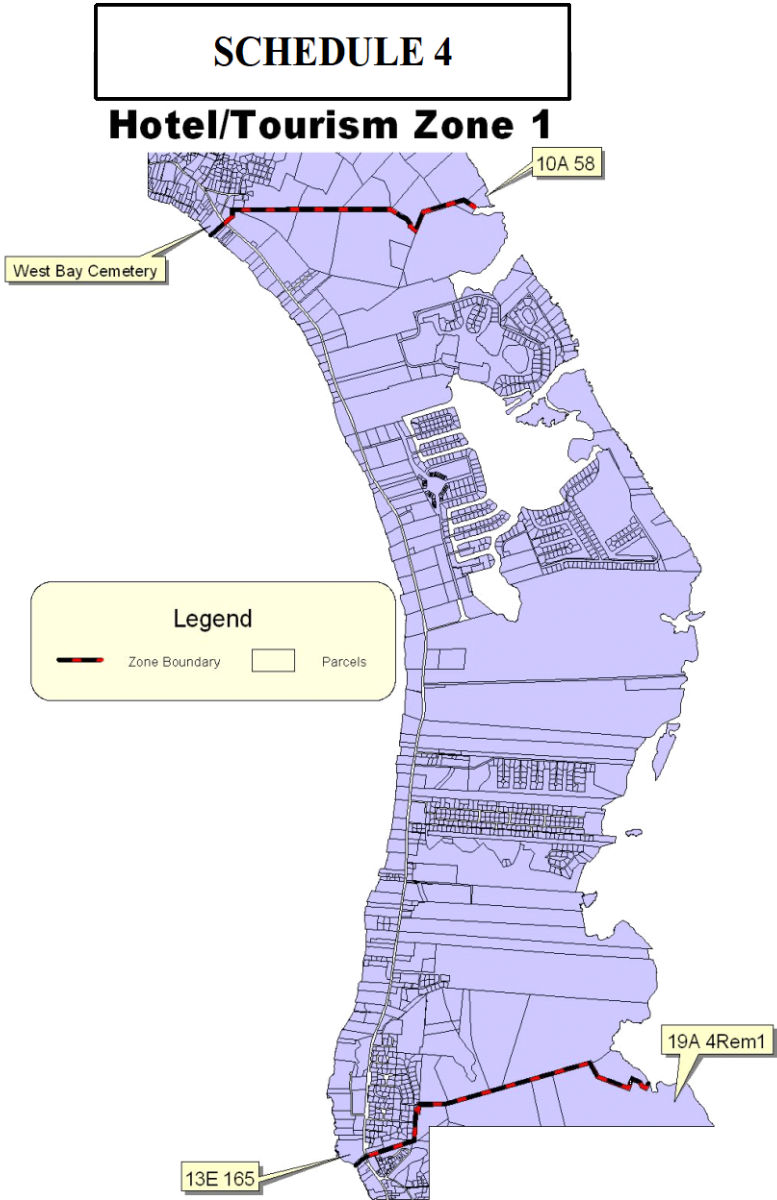 SCHEDULE 4
Hotel/Tourism Zone 1
10A 58
West Bay Cemetery
Legend
Zone Boundary
Parcels
19A 4Rem1
13E 165